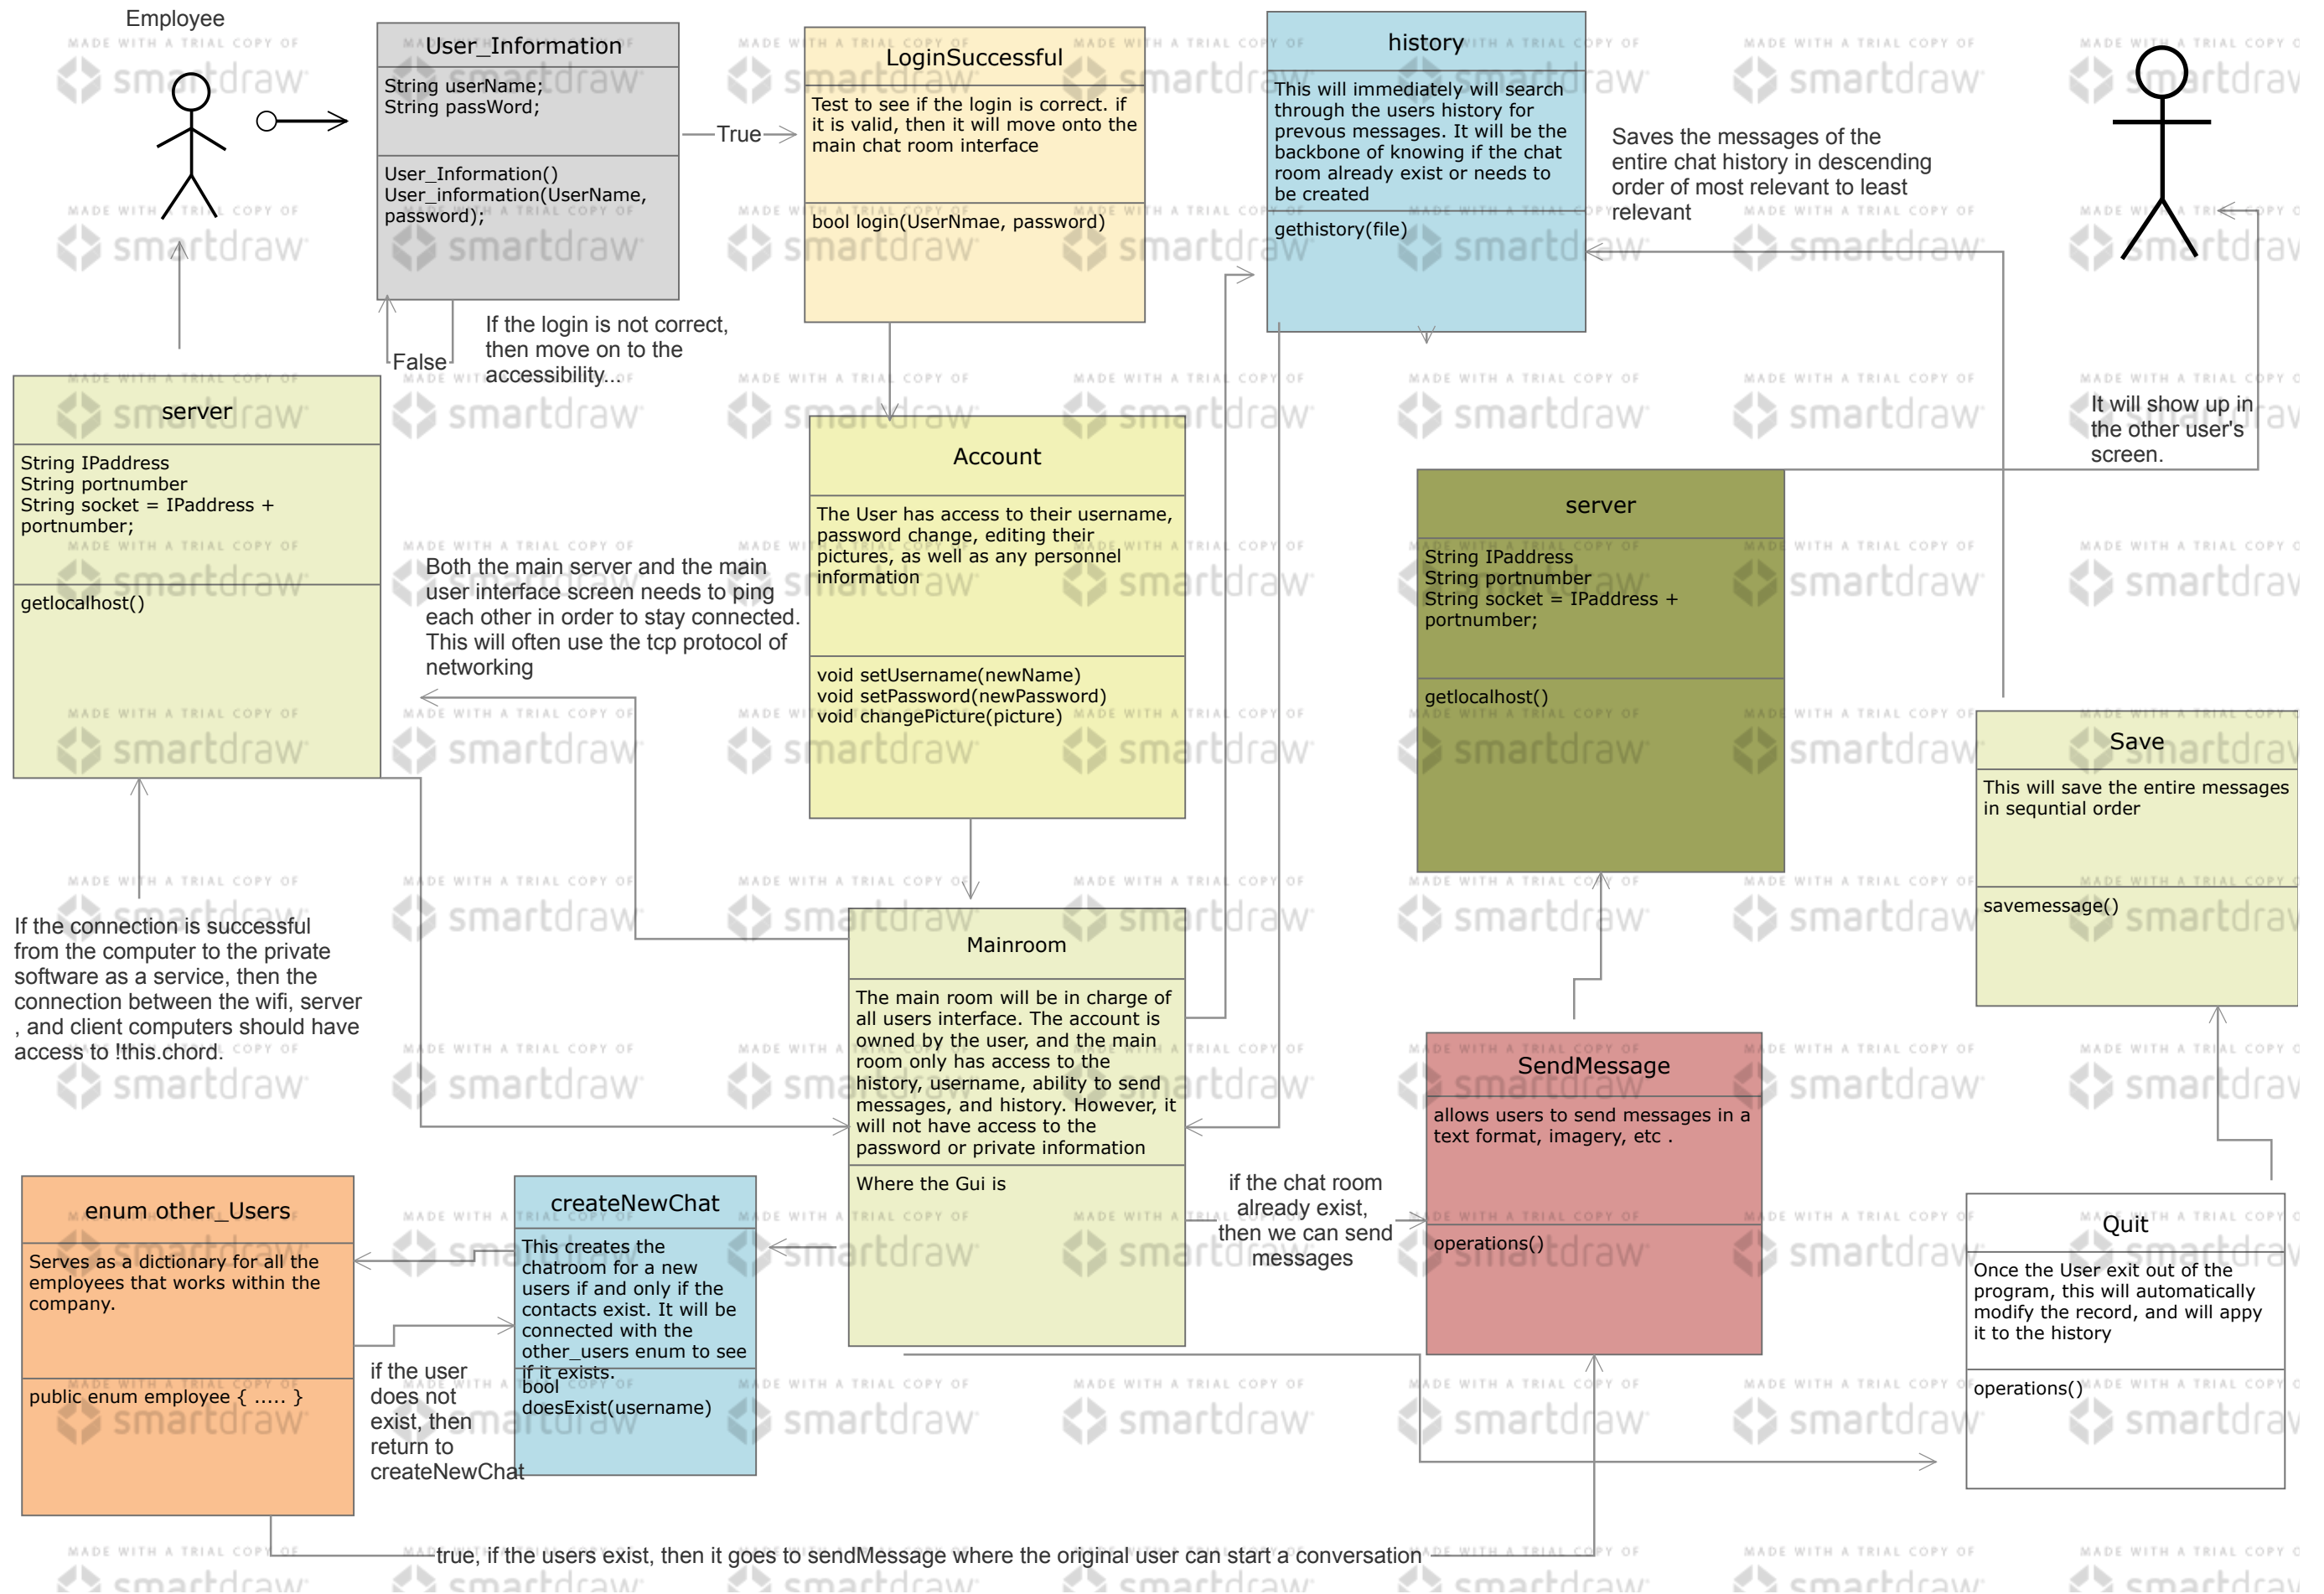 Employee
User_Information
String userName;
String passWord;
User_Information()
User_information(UserName,
password);
True
False
If the login is not correct,
then move on to the
accessibility...
LoginSuccessful
Test to see if the login is correct. if
it is valid, then it will move onto the
main chat room interface
bool login(UserNmae, password)
history
This will immediately will search
through the users history for
prevous messages. It will be the
backbone of knowing if the chat
room already exist or needs to
be created
gethistory(file)
Saves the messages of the
entire chat history in descending
order of most relevant to least
relevant
It will show up in
the other user's
screen.
server
String IPaddress
String portnumber
String socket = IPaddress +
portnumber;
getlocalhost()
Both the main server and the main
user interface screen needs to ping
each other in order to stay connected.
This will often use the tcp protocol of
networking
Account
The User has access to their username,
password change, editing their
pictures, as well as any personnel
information
void setUsername(newName)
void setPassword(newPassword)
void changePicture(picture)
server
String IPaddress
String portnumber
String socket = IPaddress +
portnumber;
getlocalhost()
Save
This will save the entire messages
in sequntial order
savemessage()
If the connection is successful
from the computer to the private
software as a service, then the
connection between the wifi, server
, and client computers should have
access to !this.chord.
Mainroom
The main room will be in charge of
all users interface. The account is
owned by the user, and the main
room only has access to the
history, username, ability to send
messages, and history. However, it
will not have access to the
password or private information
Where the Gui is
if the chat room
already exist,
then we can send
messages
SendMessage
allows users to send messages in a
text format, imagery, etc .
operations()
Quit
Once the User exit out of the
program, this will automatically
modify the record, and will appy
it to the history
operations()
enum other_Users
Serves as a dictionary for all the
employees that works within the
company.
public enum employee { ..... }
if the user
does not
exist, then
return to
createNewChat
createNewChat
This creates the
chatroom for a new
users if and only if the
contacts exist. It will be
connected with the
other_users enum to see
if it exists.
bool
doesExist(username)
true, if the users exist, then it goes to sendMessage where the original user can start a conversation
MADE WITH A TRIAL COPY OF
smartdraw